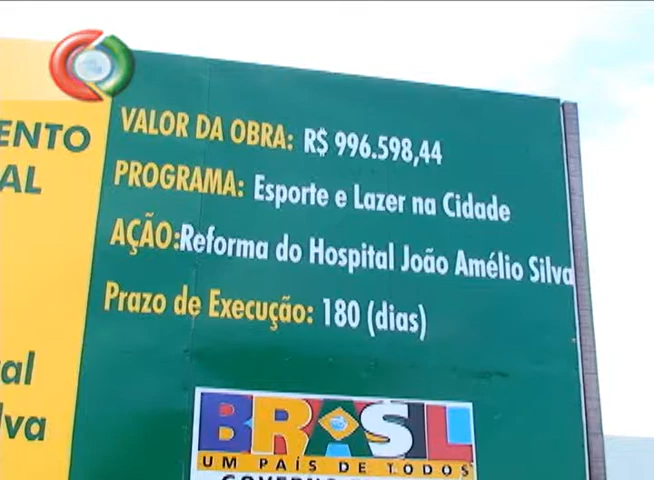 ENTO
AL
VALOR DA OBRA: R$ 996.598,44
PROGRAMA: Esporte e Lazer na Cidade
AÇÃO:Reforma do Hospital João Amélio Silva
Prazo de Execução: 180 (dias)
al
lva
BRASIL
UM PAÍS DE TODOS
GOVERNO